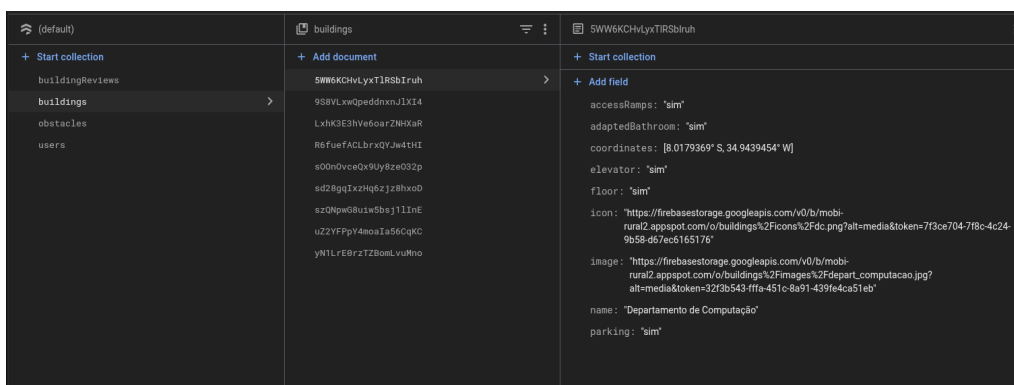 (default)
+ Start collection
buildingReviews
buildings
obstacles
users
buildings
+ Add document
5WW6KCHvLyxTlRSbIruh
9S8VLxwQpeddnxnJlXI4
LxhK3E3hVe6oarZNHXaR
R6fuefACLbrxQYJw4tHI
sOOnOvceQx9Uy8zeO32p
sd28gqIxzHq6zjz8hxoD
szQNpwG8uiw5bsj1lInE
uZ2YFPpY4moaIa56CqKC
yN1LrE0rzTZBomLvuMno
5WW6KCHvLyxTlRSbIruh
+ Start collection
+ Add field
accessRamps: "sim"
adaptedBathroom: "sim"
coordinates: [8.0179369° S, 34.9439454° W]
elevator: "sim"
floor: "sim"
icon: "https://firebasestorage.googleapis.com/v0/b/mobi-
rural2.appspot.com/o/buildings%2Ficons%2Fdc.png?alt=media&token=7f3ce704-7f8c-4c24-
9b58-d67ec6165176"
image: "https://firebasestorage.googleapis.com/v0/b/mobi-
rural2.appspot.com/o/buildings%2Fimages%2Fdepart_computacao.jpg?
alt=media&token=32f3b543-fffa-451c-8a91-439fe4ca51eb"
name: "Departamento de Computação"
parking: "sim"